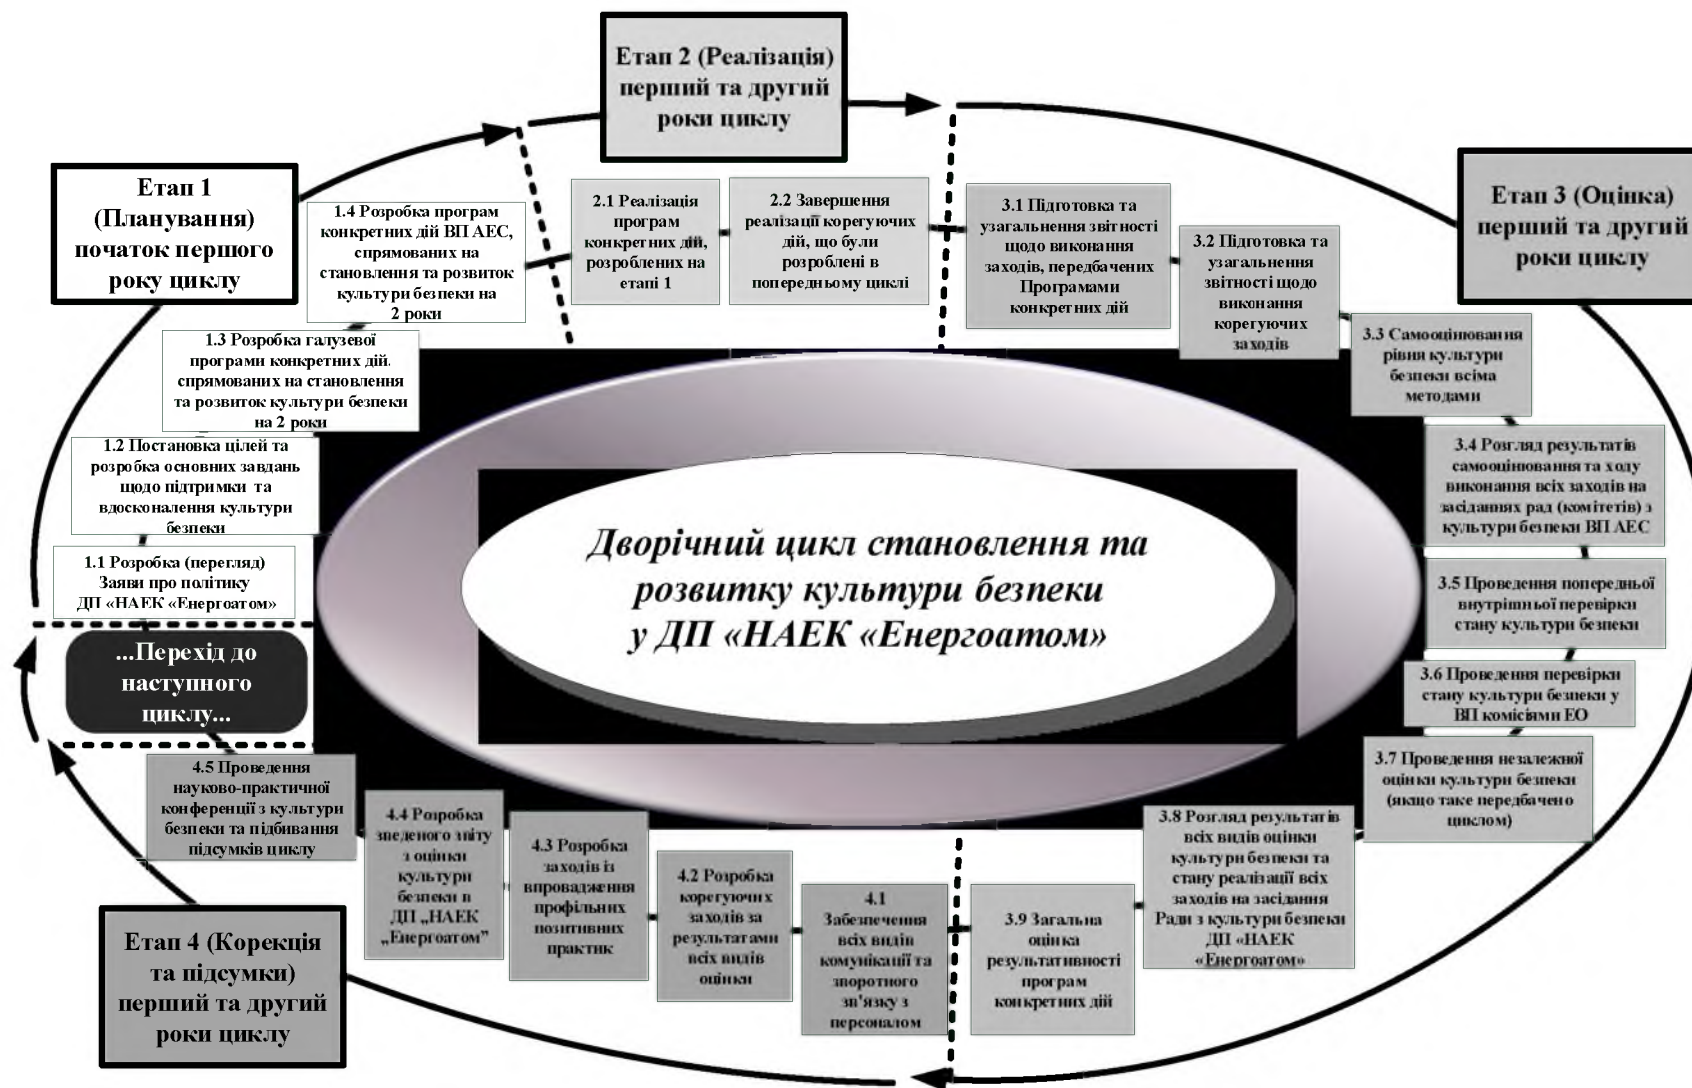 Етап 1
(Планування)
початок першого
року циклу
1.1 Розробка (перегляд)
Заяви про політику
ДП «НАЕК «Енергоатом»
1.2 Постановка цілей та
розробка основних завдань
щодо підтримки та
вдосконалення культури
безпеки
1.3 Розробка галузевої
програми конкретних дій.
спрямованих на становлення
та розвиток культури безпеки
на 2 роки
1.4 Розробка програм
конкретних дій ВП АЕС,
спрямованих на
становлення та розвиток
культури безпеки на
2 роки
Етап 2 (Реалізація)
перший та другий
роки циклу
2.1 Реалізація
програм
конкретних дій,
розроблених на
етапі 1
2.2 Завершення
реалізації корегуючих
дій, що були
розроблені в
попередньому циклі
Етап 3 (Оцінка)
перший та другий
роки циклу
3.1 Підготовка та
узагальнення звітності
щодо виконання
заходів, передбачених
Програмами
конкретних дій
3.2 Підготовка та
узагальнення
звітності щодо
виконання
корегуючих
заходів
3.3 Самооцінювання
рівня культури
безпеки всіма
методами
3.4 Розгляд результатів
самооцінювання та ходу
виконання всіх заходів на
засіданнях рад (комітетів) з
культури безпеки ВП АЕС
3.5 Проведення попередньої
внутрішньої перевірки
стану культури безпеки
3.6 Проведення перевірки
стану культури безпеки у
ВП комісіями ЕО
3.7 Проведення незалежної
оцінки культури безпеки
(якщо таке передбачено
циклом)
3.8 Розгляд результатів
всіх видів оцінки
культури безпеки та
стану реалізації всіх
заходів на засідання
Ради з культури безпеки
ДП «НАЕК
«Енергоатом»
3.9 Загальна
оцінка
результативності
програм
конкретних дій
Етап 4 (Корекція
та підсумки)
перший та другий
роки циклу
4.1
Забезпечення
всіх видів
комунікації та
зворотного
зв'язку з
персоналом
4.2 Розробка
корегуючих
заходів за
результатами
всіх видів
оцінки
4.3 Розробка
заходів із
впровадження
профільних
позитивних
практик
4.4 Розробка
зведеного звіту
з оцінки
культури
безпеки в
ДП „НАЕК
„Енергоатом”
4.5 Проведення
науково-практичної
конференції з культури
безпеки та підбивання
підсумків циклу
...Перехід до
наступного
циклу...
Дворічний цикл становлення та
розвитку культури безпеки
у ДП «НАЕК «Енергоатом»